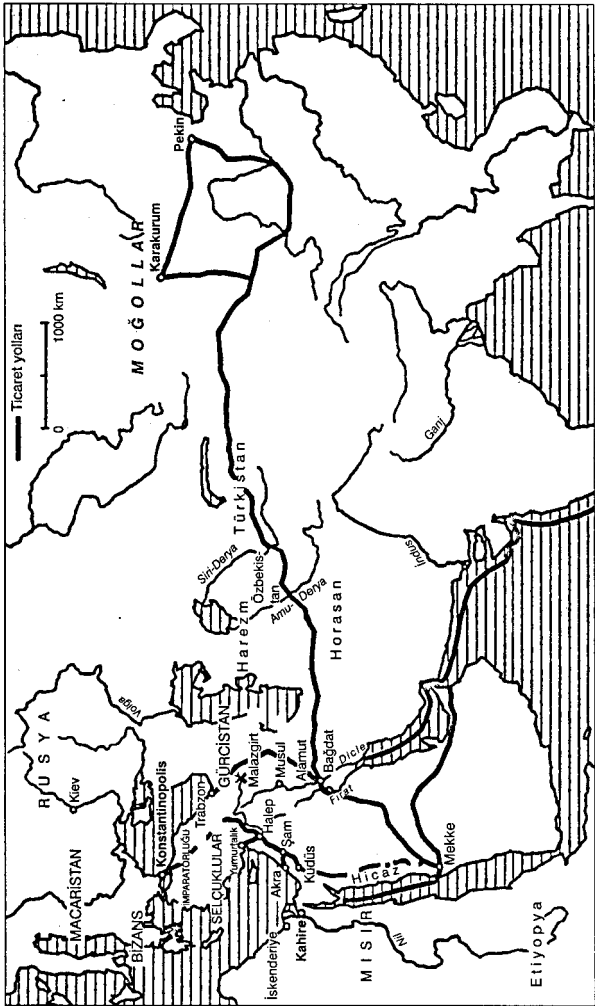 Ticaret yolları
0 1000 km
RUSYA
MOĞOLLAR
Kiev
Volga
Karakurum
Pekin
MACARİSTAN
BİZANS
İMPARATORLUĞU
Konstantinopolis
Trabzon
GÜRCİSTAN
Harezm
Siri-Derya
Özbekis-
tan
Türkistan
Amu-Derya
Horasan
SELÇUKLULAR
Malazgirt
Musul
Alamut
Bağdat
Dicle
Fırat
Yumurtalık
Halep
Şam
Akra
Kudüs
İskenderiye
Kahire
MISIR
Nil
Hicaz
Mekke
Etiyopya
Indus
Ganj